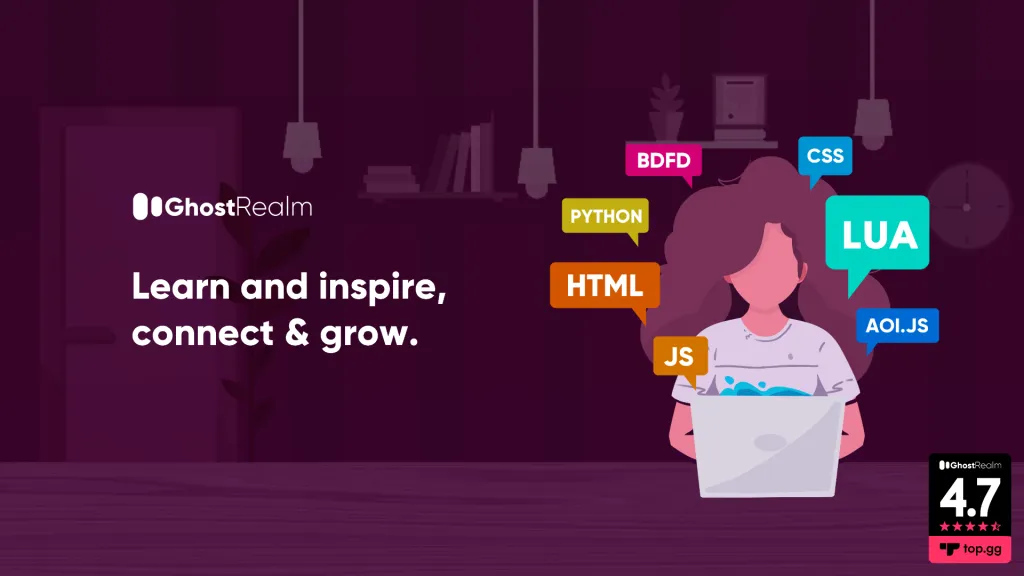 GhostRealm
Learn and inspire,
connect & grow.
BDFD
CSS
PYTHON
LUA
HTML
AOI.JS
JS
GhostRealm
4.7
top.gg